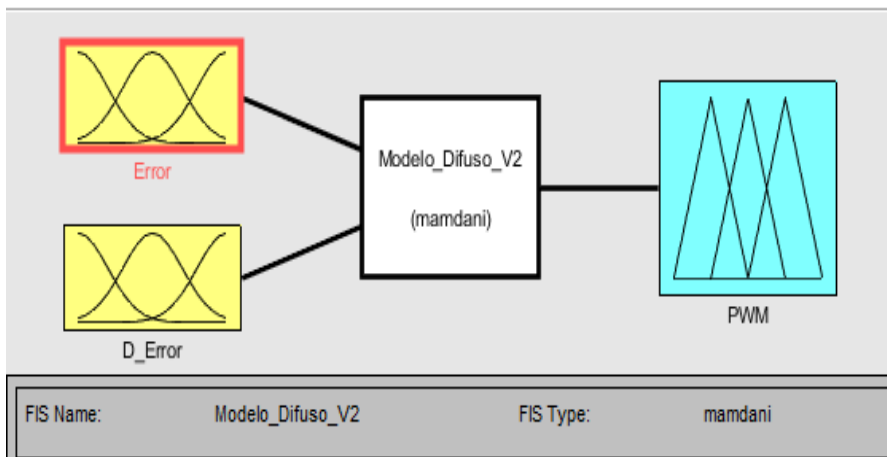 Error
Modelo_Difuso_V2
(mamdani)
PWM
D_Error
FIS Name: Modelo_Difuso_V2 FIS Type: mamdani